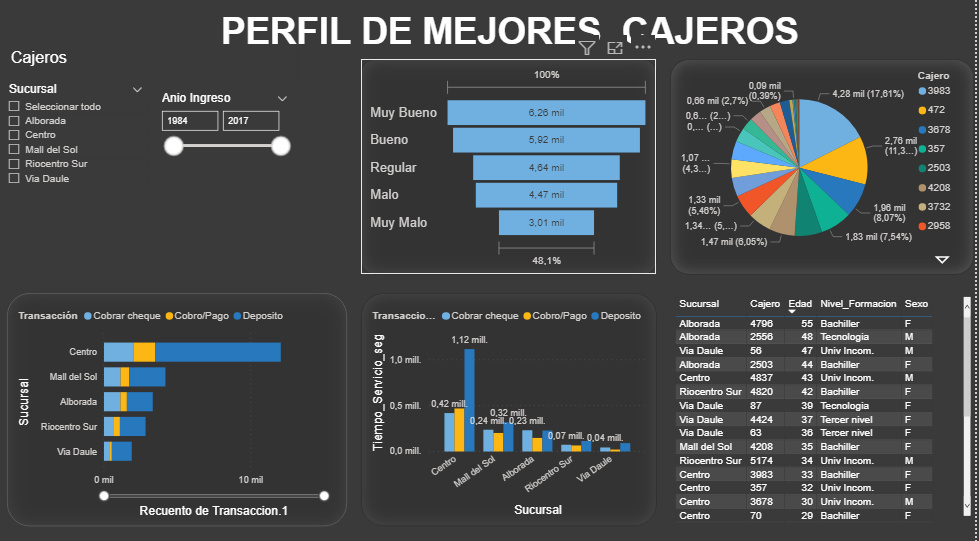 PERFIL DE MEJORES CAJEROS
Cajeros
Sucursal
Seleccionar todo
Alborada
Centro
Mall del Sol
Riocentro Sur
Via Daule
Anio Ingreso
1984 2017
100%
Muy Bueno 6,26 mil
Bueno 5,92 mil
Regular 4,64 mil
Malo 4,47 mil
Muy Malo 3,01 mil
48,1%
Cajero
3983
472
3678
357
2503
4208
3732
2958
0,09 mil
(0,39%)
4,28 mil (17,61%)
0,66 mil (2,7%)
0,6... (2...)
0,... (...)
2,76 mil
(11,3...)
1,07 ...
(4,3...)
1,96 mil
(8,07%)
1,33 mil
(5,46%)
1,34... (5,...)
1,83 mil (7,54%)
1,47 mil (6,05%)
Transacción Cobrar cheque Cobro/Pago Deposito
Sucursal
Centro
Mall del Sol
Alborada
Riocentro Sur
Via Daule
0 mil 10 mil
Recuento de Transaccion.1
Transaccio... Cobrar cheque Cobro/Pago Deposito
Tiempo_Servicio_seg
1,0 mill.
0,5 mill.
0,0 mill.
1,12 mill.
0,42 mill.
0,24 mill.
0,32 mill.
0,23 mill.
0,07 mill.
0,04 mill.
Centro
Mall del Sol
Alborada
Riocentro Sur
Via Daule
Sucursal
Sucursal Cajero Edad Nivel_Formacion Sexo
Alborada 4796 55 Bachiller F
Alborada 2556 48 Tecnologia M
Via Daule 56 47 Univ Incom. M
Alborada 2503 44 Bachiller F
Centro 4837 43 Univ Incom. M
Riocentro Sur 4820 42 Bachiller F
Via Daule 87 39 Tecnologia F
Via Daule 4424 37 Tercer nivel F
Via Daule 63 36 Tercer nivel F
Mall del Sol 4208 35 Bachiller F
Riocentro Sur 5174 34 Univ Incom. M
Centro 3983 33 Bachiller F
Centro 357 32 Univ Incom. F
Centro 3678 30 Univ Incom. M
Centro 70 29 Bachiller F